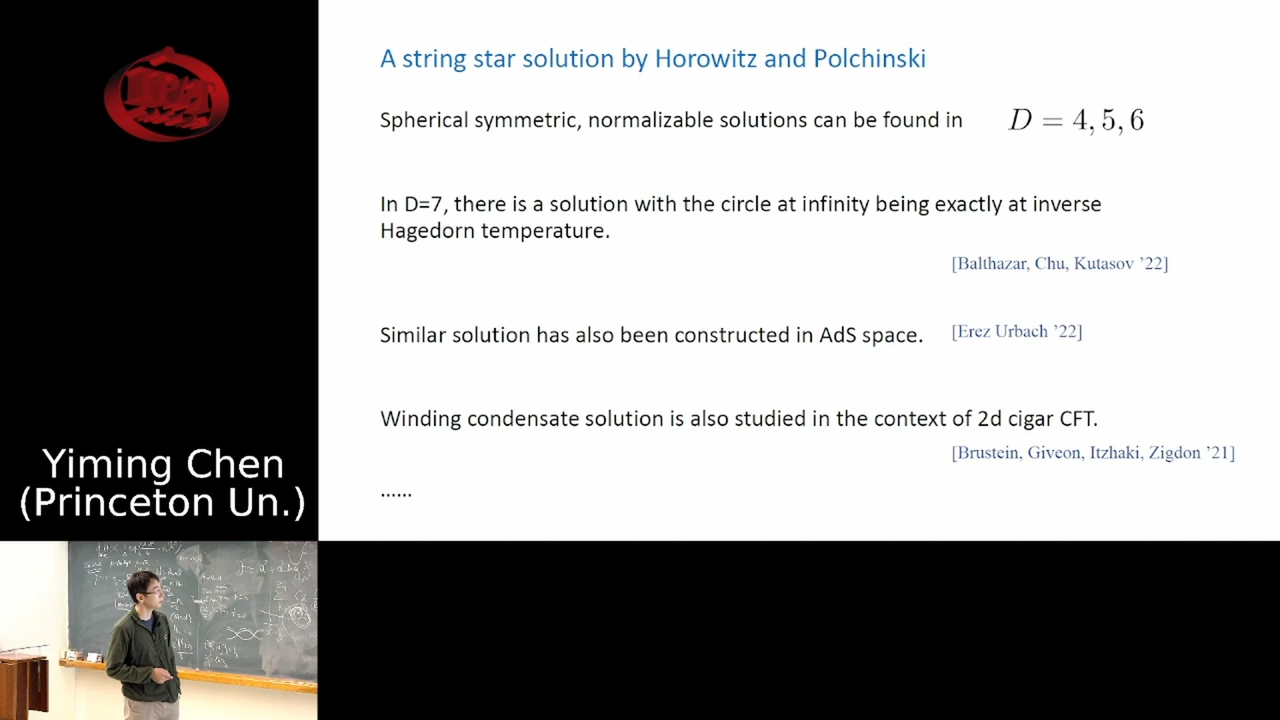 A string star solution by Horowitz and Polchinski
Spherical symmetric, normalizable solutions can be found in D = 4, 5, 6
In D=7, there is a solution with the circle at infinity being exactly at inverse
Hagedorn temperature.
[Balthazar, Chu, Kutasov ’22]
Similar solution has also been constructed in AdS space. [Erez Urbach ’22]
Winding condensate solution is also studied in the context of 2d cigar CFT.
[Brustein, Giveon, Itzhaki, Zigdon ’21]
......
Yiming Chen
(Princeton Un.)